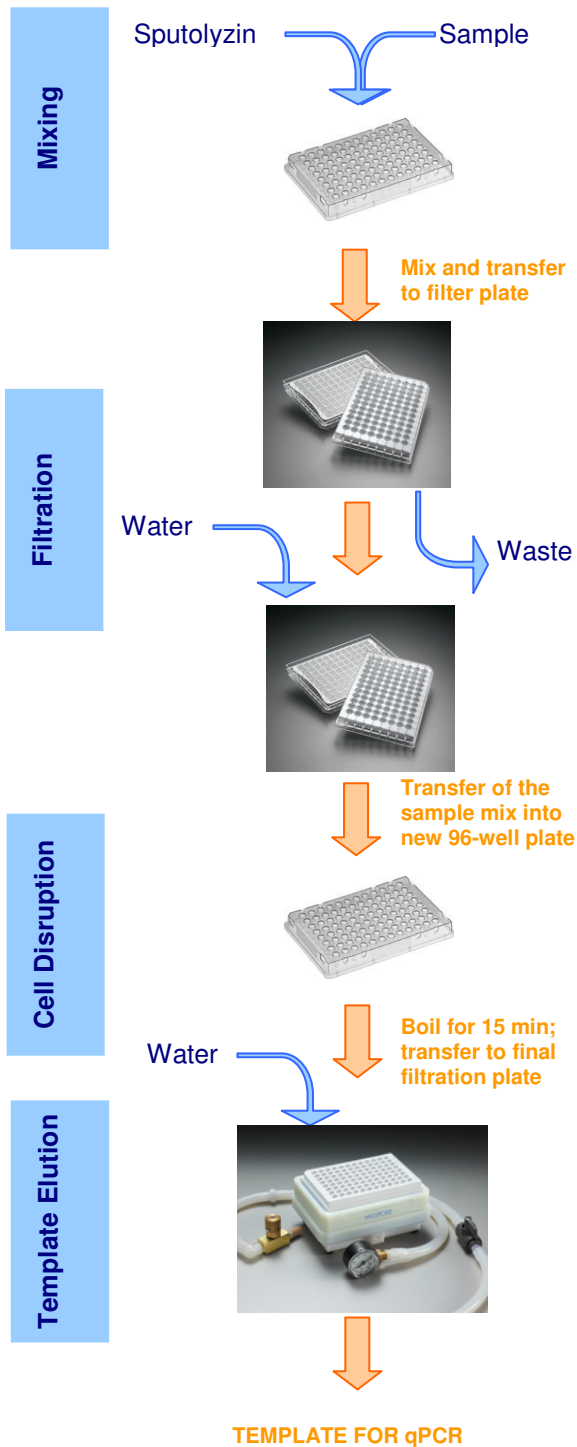 Sputolyzin
Sample
Mixing
Mix and transfer
to filter plate
Filtration
Water
Waste
Transfer of the
sample mix into
new 96-well plate
Cell Disruption
Boil for 15 min;
transfer to final
filtration plate
Water
Template Elution
MILLIPORE
TEMPLATE FOR qPCR